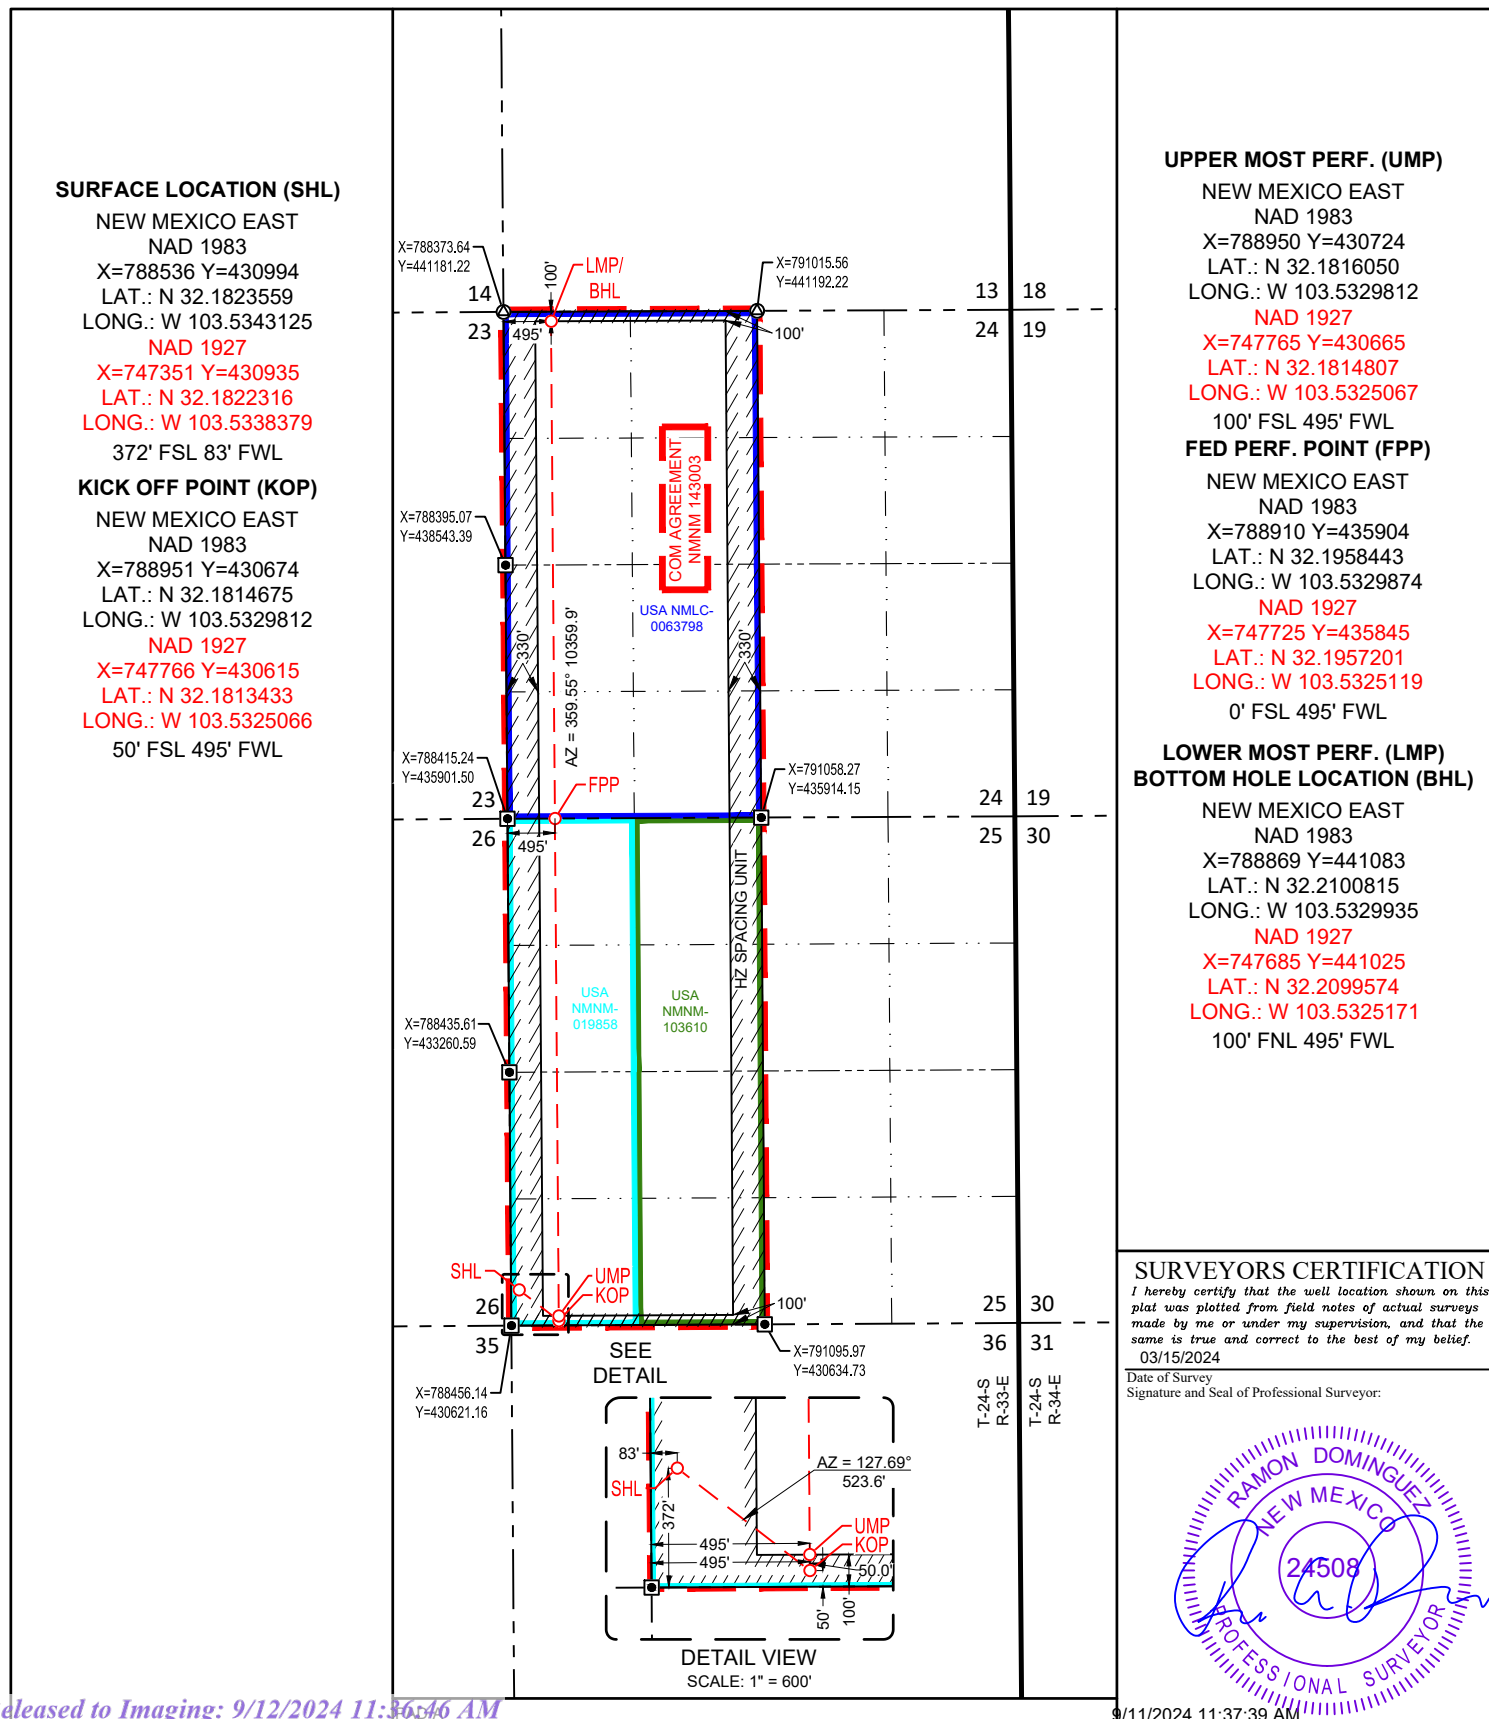 SURFACE LOCATION (SHL)
NEW MEXICO EAST
NAD 1983
X=788536 Y=430994
LAT.: N 32.1823559
LONG.: W 103.5343125
NAD 1927
X=747351 Y=430935
LAT.: N 32.1822316
LONG.: W 103.5338379
372' FSL 83' FWL
KICK OFF POINT (KOP)
NEW MEXICO EAST
NAD 1983
X=788951 Y=430674
LAT.: N 32.1814675
LONG.: W 103.5329812
NAD 1927
X=747766 Y=430615
LAT.: N 32.1813433
LONG.: W 103.5325066
50' FSL 495' FWL
X=788373.64
Y=441181.22
14
23
100'
LMP/
BHL
495'
X=791015.56
Y=441192.22
100'
13 18
24 19
COM AGREEMENT
NMNM 143003
X=788395.07
Y=438543.39
USA NMLC-
0063798
330'
330'
AZ = 359.55° 10359.9'
X=788415.24
Y=435901.50
23
26
FPP
495'
X=791058.27
Y=435914.15
24 19
25 30
HZ SPACING UNIT
USA
NMNM-
019858
USA
NMNM-
103610
X=788435.61
Y=433260.59
SHL
UMP
KOP
26
35
100'
25 30
36 31
SEE
DETAIL
X=791095.97
Y=430634.73
X=788456.14
Y=430621.16
T-24-S
R-33-E
T-24-S
R-34-E
83'
SHL
372'
AZ = 127.69°
523.6'
UMP
KOP
495'
495'
50.0'
50'
100'
DETAIL VIEW
SCALE: 1" = 600'
UPPER MOST PERF. (UMP)
NEW MEXICO EAST
NAD 1983
X=788950 Y=430724
LAT.: N 32.1816050
LONG.: W 103.5329812
NAD 1927
X=747765 Y=430665
LAT.: N 32.1814807
LONG.: W 103.5325067
100' FSL 495' FWL
FED PERF. POINT (FPP)
NEW MEXICO EAST
NAD 1983
X=788910 Y=435904
LAT.: N 32.1958443
LONG.: W 103.5329874
NAD 1927
X=747725 Y=435845
LAT.: N 32.1957201
LONG.: W 103.5325119
0' FSL 495' FWL
LOWER MOST PERF. (LMP)
BOTTOM HOLE LOCATION (BHL)
NEW MEXICO EAST
NAD 1983
X=788869 Y=441083
LAT.: N 32.2100815
LONG.: W 103.5329935
NAD 1927
X=747685 Y=441025
LAT.: N 32.2099574
LONG.: W 103.5325171
100' FNL 495' FWL
SURVEYORS CERTIFICATION
I hereby certify that the well location shown on this
plat was plotted from field notes of actual surveys
made by me or under my supervision, and that the
same is true and correct to the best of my belief.
03/15/2024
Date of Survey
Signature and Seal of Professional Surveyor:
RAMON DOMINGUEZ
NEW MEXICO
24508
PROFESSIONAL SURVEYOR
eleased to Imaging: 9/12/2024 11:36:46 AM
9/11/2024 11:37:39 AM